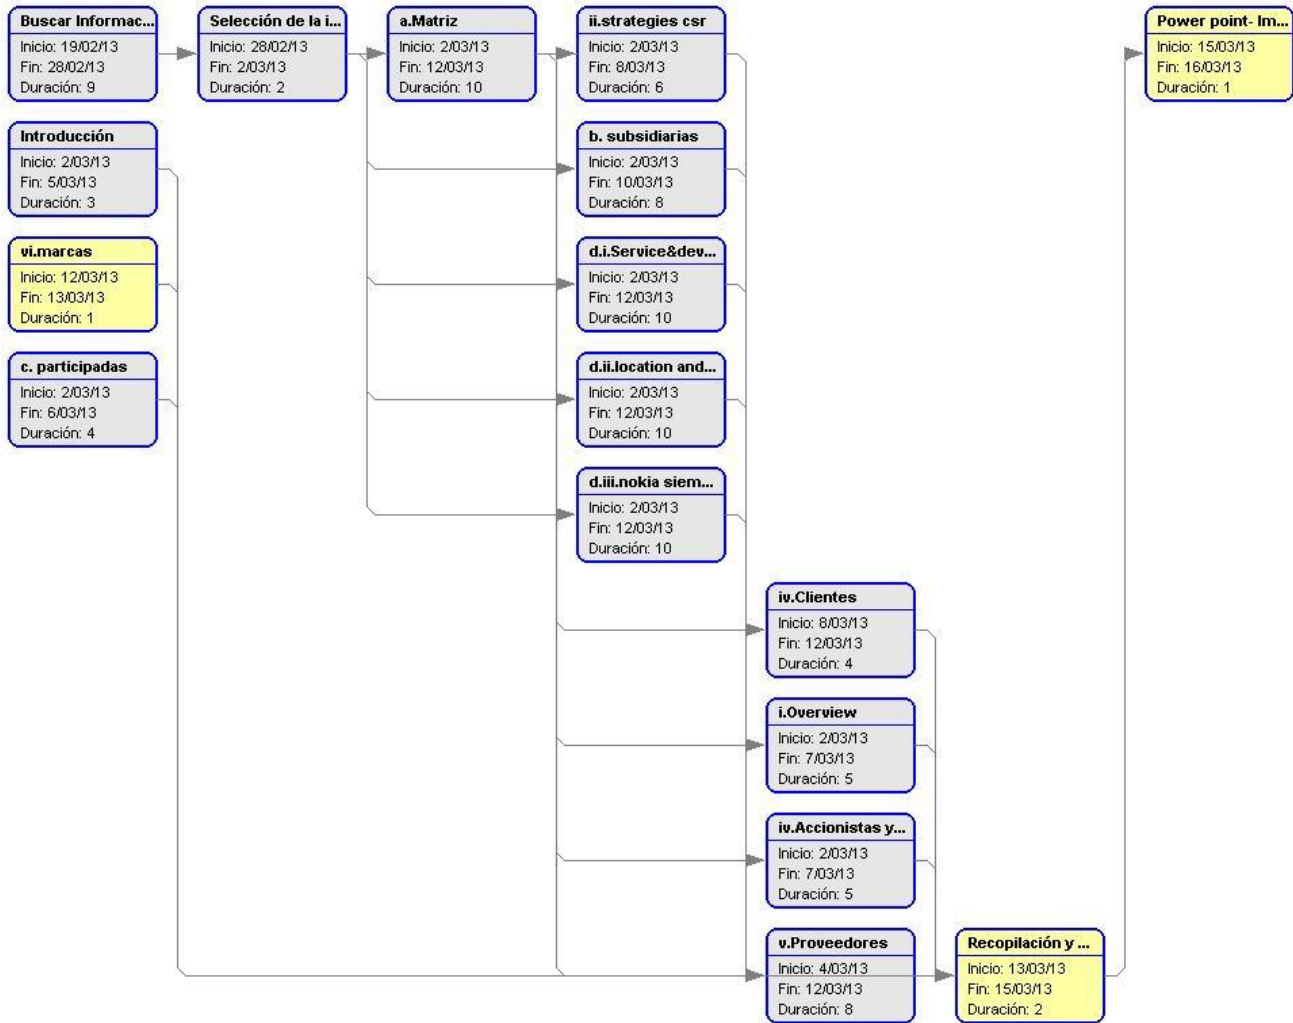 Buscar Informac...
Inicio: 19/02/13
Fin: 28/02/13
Duración: 9
Selección de la i...
Inicio: 28/02/13
Fin: 2/03/13
Duración: 2
a.Matriz
Inicio: 2/03/13
Fin: 12/03/13
Duración: 10
ii.strategies csr
Inicio: 2/03/13
Fin: 8/03/13
Duración: 6
Power point- Im...
Inicio: 15/03/13
Fin: 16/03/13
Duración: 1
Introducción
Inicio: 2/03/13
Fin: 5/03/13
Duración: 3
b. subsidiarias
Inicio: 2/03/13
Fin: 10/03/13
Duración: 8
vi.marcas
Inicio: 12/03/13
Fin: 13/03/13
Duración: 1
d.i.Service&dev...
Inicio: 2/03/13
Fin: 12/03/13
Duración: 10
c. participadas
Inicio: 2/03/13
Fin: 6/03/13
Duración: 4
d.ii.location and...
Inicio: 2/03/13
Fin: 12/03/13
Duración: 10
d.iii.nokia siem...
Inicio: 2/03/13
Fin: 12/03/13
Duración: 10
iv.Clientes
Inicio: 8/03/13
Fin: 12/03/13
Duración: 4
i.Overview
Inicio: 2/03/13
Fin: 7/03/13
Duración: 5
iv.Accionistas y...
Inicio: 2/03/13
Fin: 7/03/13
Duración: 5
v.Proveedores
Inicio: 4/03/13
Fin: 12/03/13
Duración: 8
Recopilación y ...
Inicio: 13/03/13
Fin: 15/03/13
Duración: 2